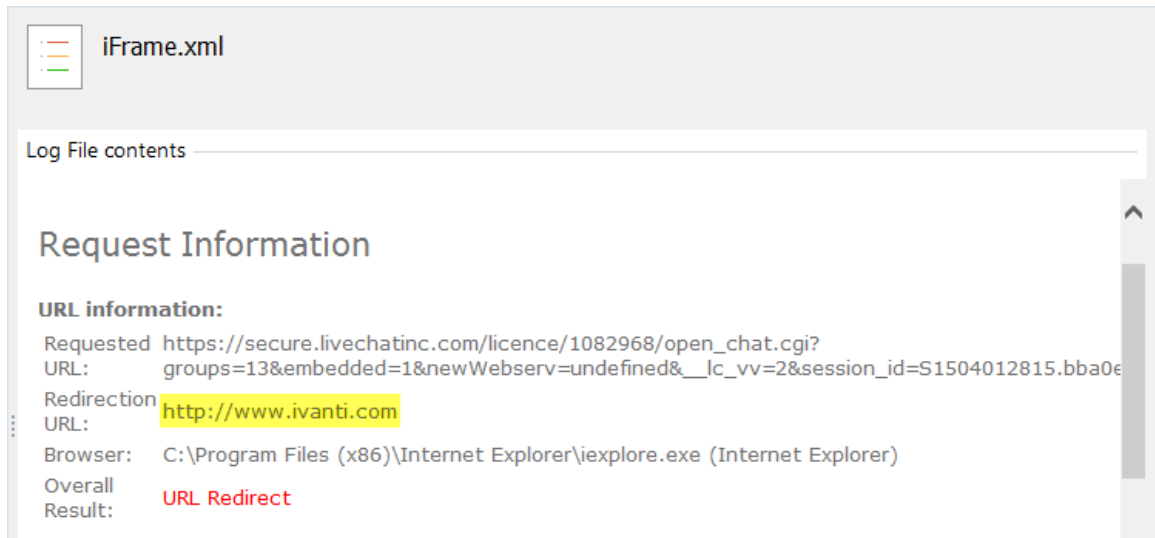 iFrame.xml
Log File contents
Request Information
URL information:
Requested URL: https://secure.livechatinc.com/licence/1082968/open_chat.cgi?
groups=13&embedded=1&newWebserv=undefined&__lc_vv=2&session_id=S1504012815.bba0e
Redirection URL: http://www.ivanti.com
Browser: C:\Program Files (x86)\Internet Explorer\iexplore.exe (Internet Explorer)
Overall Result: URL Redirect